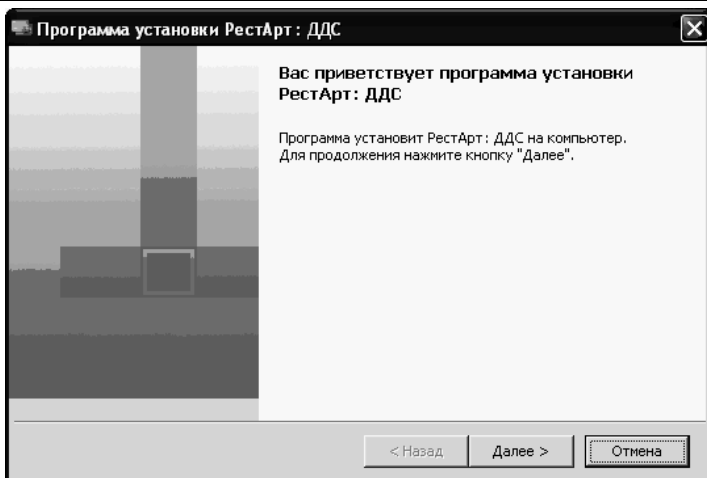 Программа установки РестАрт: ДДС
Вас приветствует программа установки
РестАрт: ДДС
Программа установит РестАрт: ДДС на компьютер.
Для продолжения нажмите кнопку "Далее".
< Назад
Далее >
Отмена